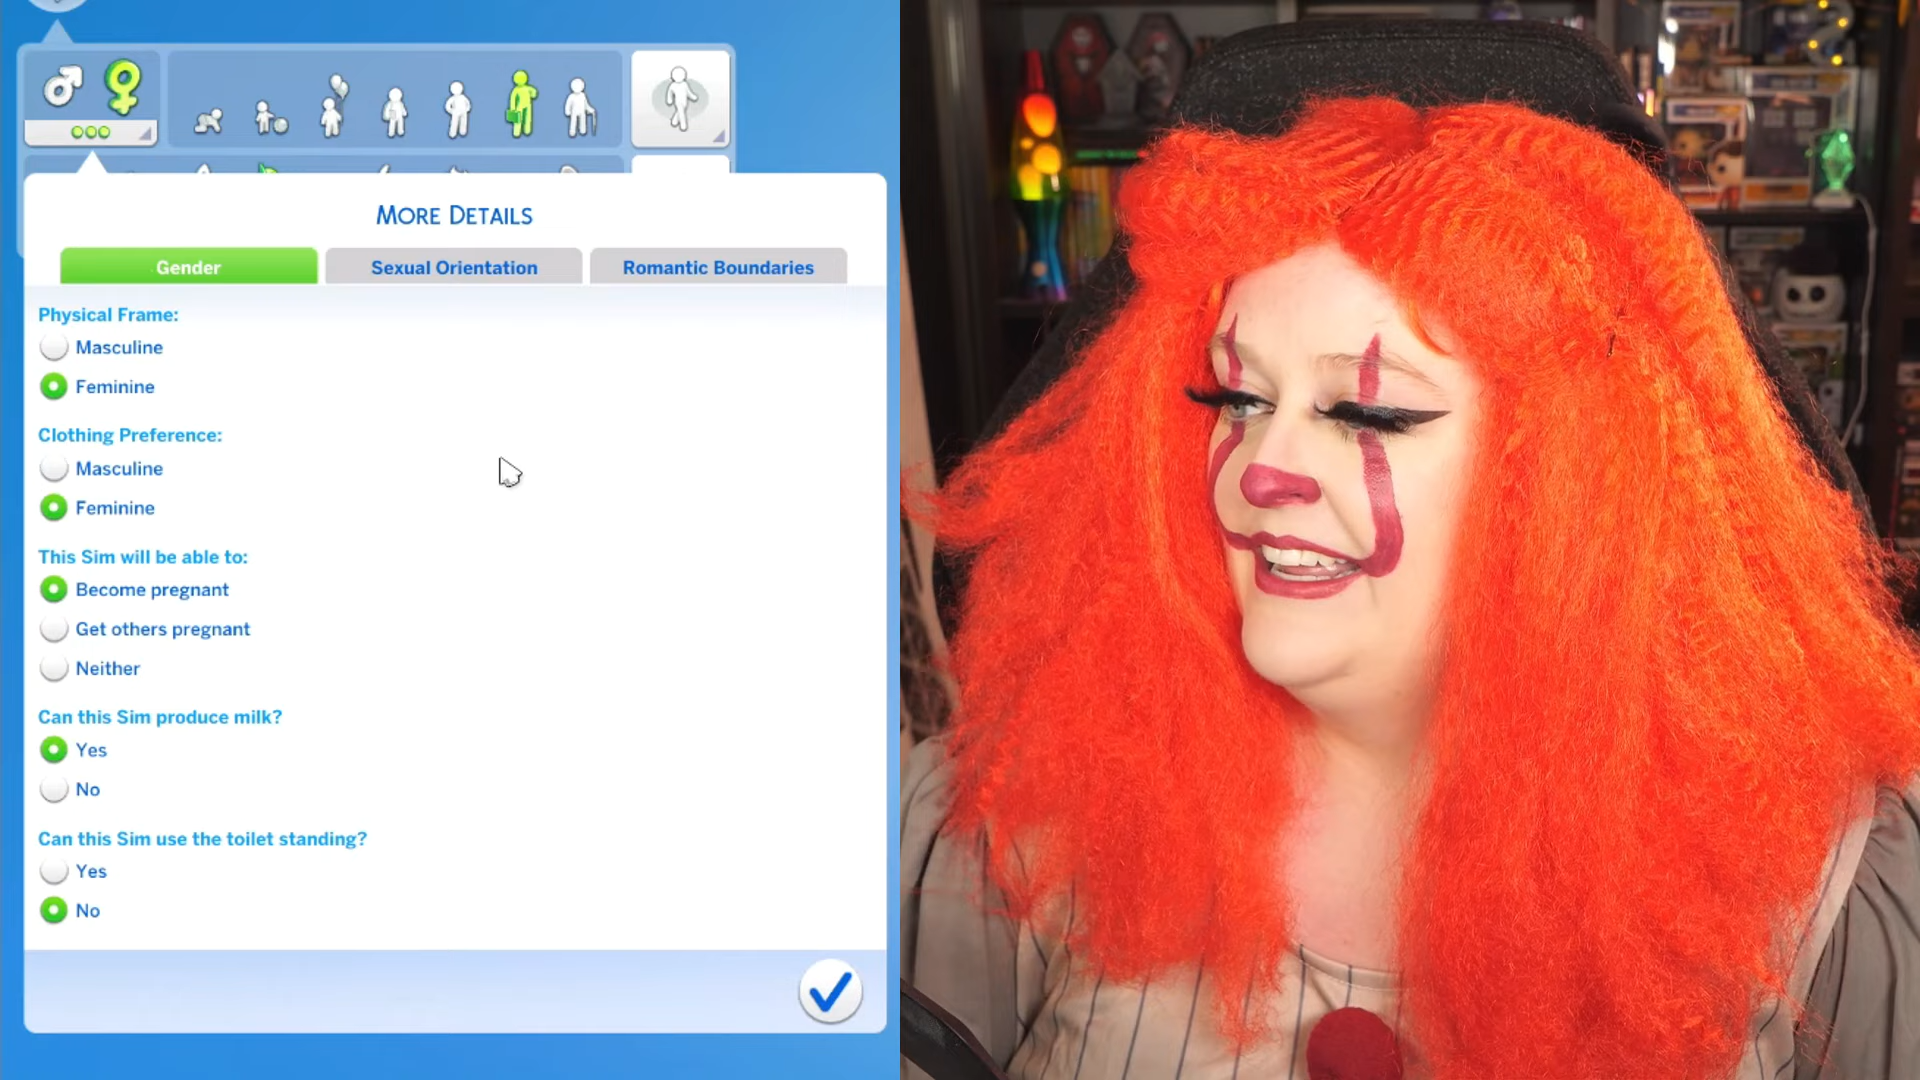 More Details
Gender
Sexual Orientation
Romantic Boundaries
Physical Frame:
Masculine
Feminine
Clothing Preference:
Masculine
Feminine
This Sim will be able to:
Become pregnant
Get others pregnant
Neither
Can this Sim produce milk?
Yes
No
Can this Sim use the toilet standing?
Yes
No